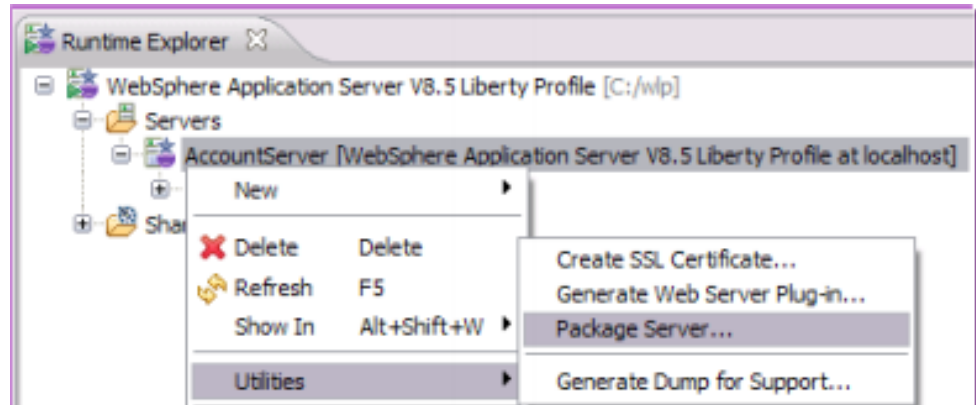 Runtime Explorer
WebSphere Application Server V8.5 Liberty Profile [C:/wlp]
Servers
AccountServer [WebSphere Application Server V8.5 Liberty Profile at localhost]
New
Shar
Delete Delete
Refresh F5
Show In Alt+Shift+W
Utilities
Create SSL Certificate...
Generate Web Server Plug-in...
Package Server...
Generate Dump for Support...